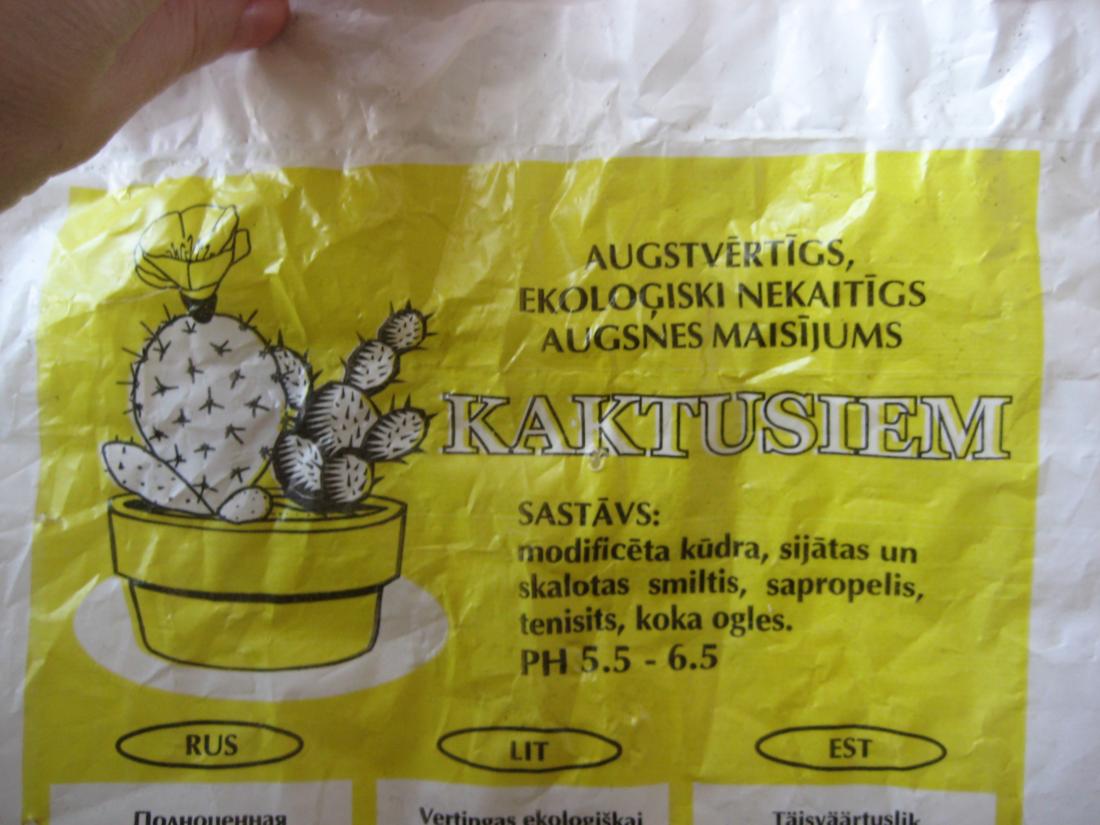 AUGSTVĒRTĪGS,
EKOLOĢISKI NEKAITĪGS
AUGSNES MAISĪJUMS
KAKTUSIEM
SASTĀVS:
modificēta kūdra, sijātas un
skalotas smiltis, sapropelis,
tenisits, koka ogles.
PH 5.5 - 6.5
RUS
LIT
EST
Полноценная
Vertingas ekologiškai
Täisväärtuslik